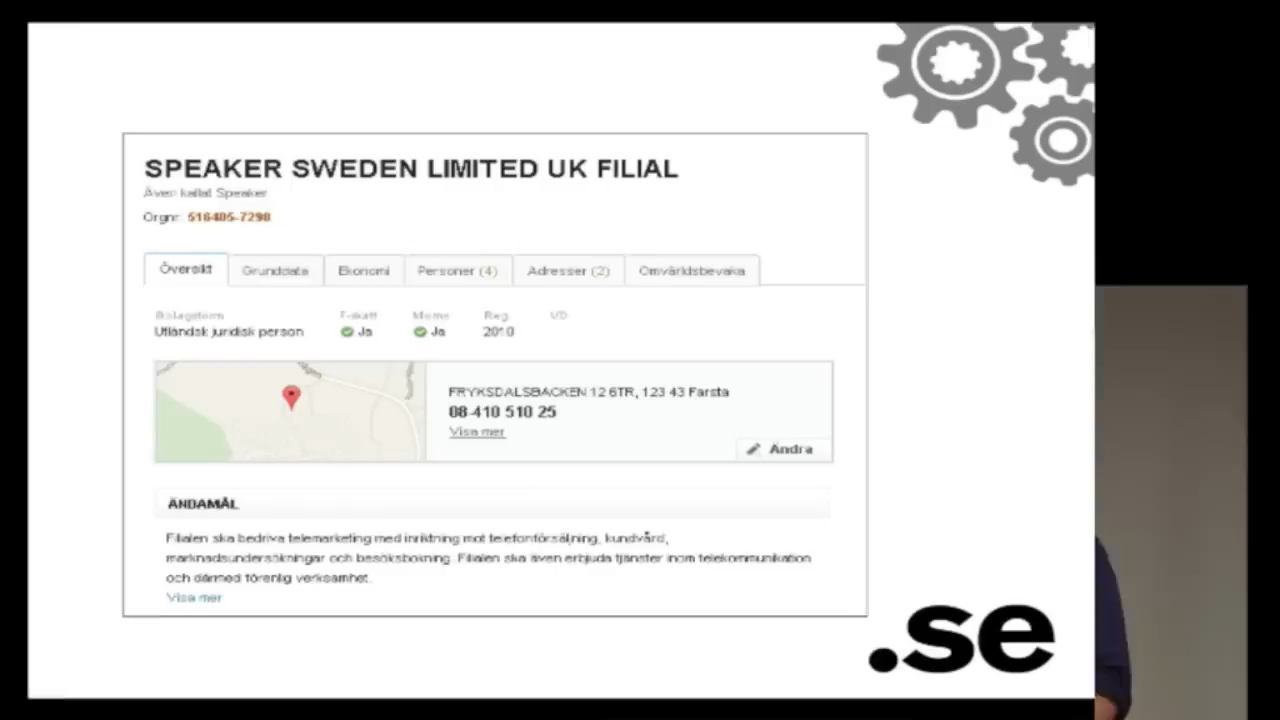 SPEAKER SWEDEN LIMITED UK FILIAL
Även kallat Speaker
Orgnr: 516405-7290
Översikt Grunddata Ekonomi Personer (4) Adresser (2) Omvärldsbevaka
Bolagsform F-skatt Moms Reg VD
Utländsk juridisk person Ja Ja 2010
FRYKSDALSBACKEN 12 6TR, 123 43 Farsta
08-410 510 25
Visa mer
Ändra
ÄNDAMÅL
Filialen ska bedriva telemarketing med inriktning mot telefonförsäljning, kundvård,
marknadsundersökningar och besöksbokning. Filialen ska även erbjuda tjänster inom telekommunikation
och därmed förenlig verksamhet.
Visa mer
.se